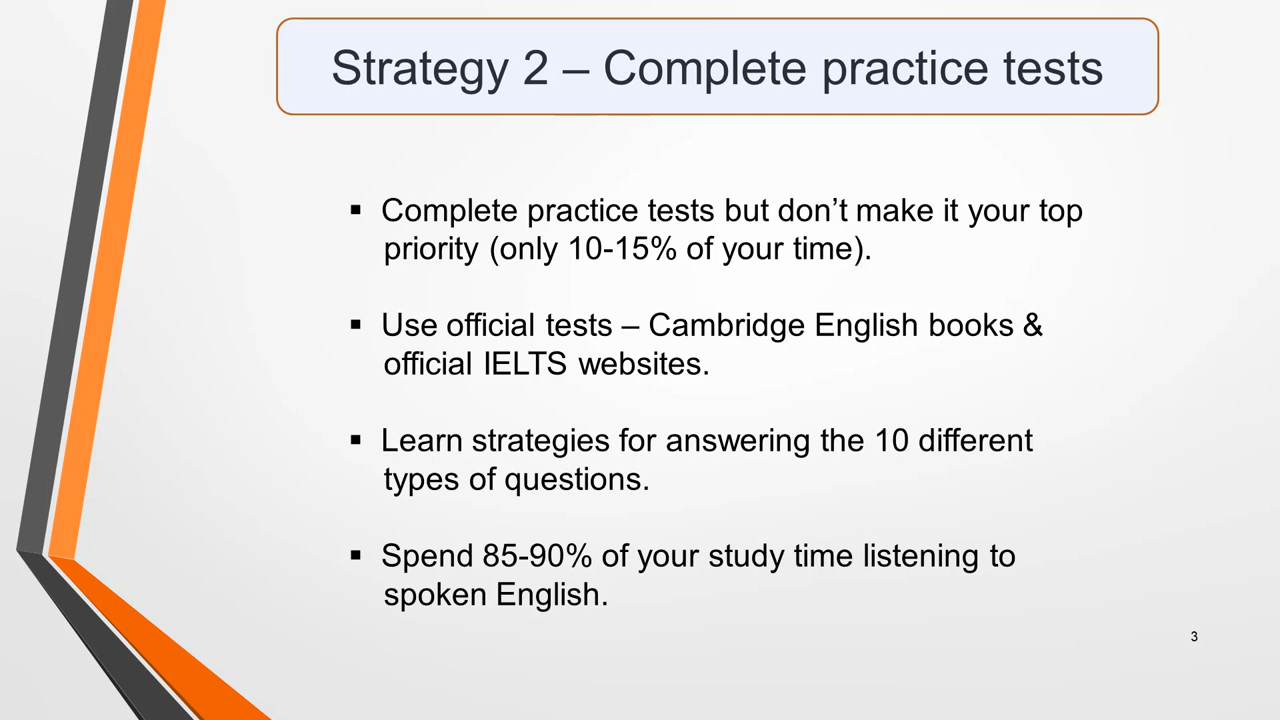 Strategy 2 – Complete practice tests
▪ Complete practice tests but don’t make it your top
priority (only 10-15% of your time).
▪ Use official tests – Cambridge English books &
official IELTS websites.
▪ Learn strategies for answering the 10 different
types of questions.
▪ Spend 85-90% of your study time listening to
spoken English.
3